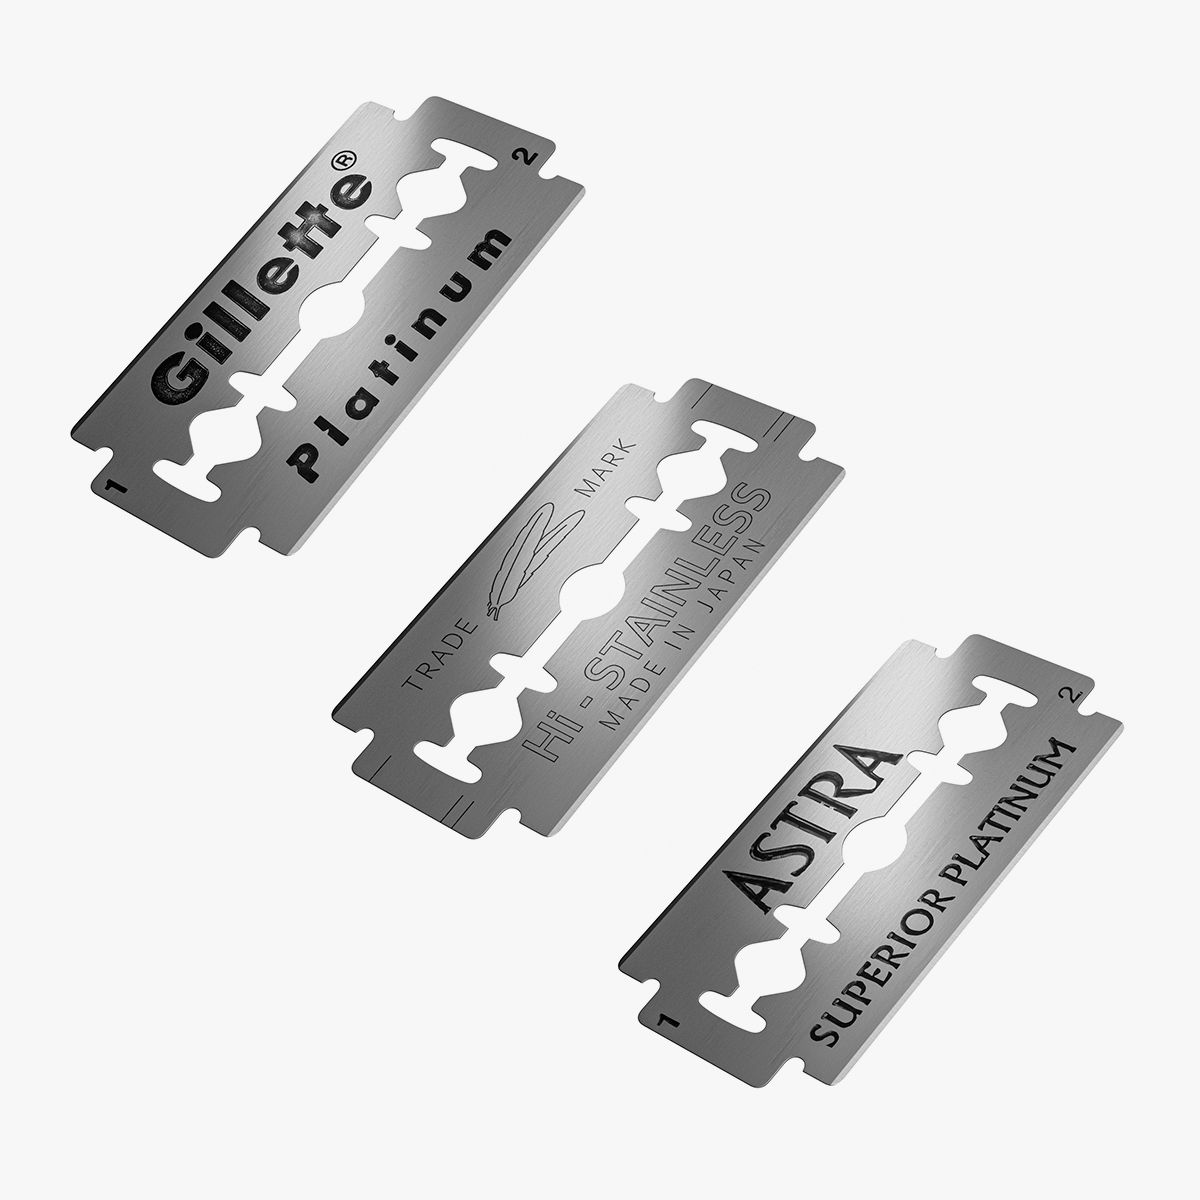 Gillette®
Platinum
1
2
TRADE MARK
Hi - STAINLESS
MADE IN JAPAN
ASTRA
SUPERIOR PLATINUM
1
2